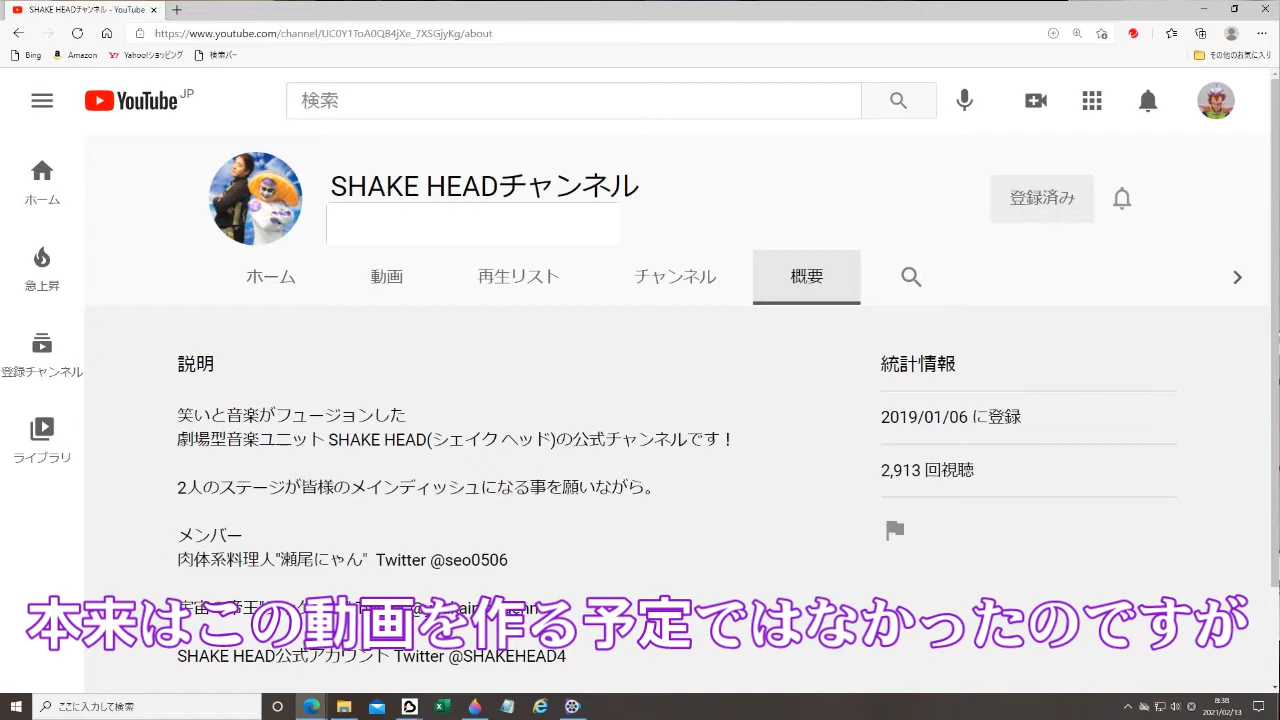 SHAKE HEADチャンネル - YouTube
https://www.youtube.com/channel/UC0Y1ToA0QB4jXe_7XSGjyKg/about
Bing Amazon Yahoo!ショッピング 検索バー その他のお気に入り
YouTube JP
検索
SHAKE HEADチャンネル
登録済み
ホーム
急上昇
登録チャンネル
ライブラリ
ホーム 動画 再生リスト チャンネル 概要
説明
笑いと音楽がフュージョンした
劇場型音楽ユニット SHAKE HEAD(シェイクヘッド)の公式チャンネルです！
2人のステージが皆様のメインディッシュになる事を願いながら。
メンバー
肉体系料理人"瀬尾にゃん" Twitter @seo0506
本来はこの動画を作る予定ではなかったのですが
SHAKE HEAD公式アカウント Twitter @SHAKEHEAD4
統計情報
2019/01/06 に登録
2,913 回視聴
ここに入力して検索
8:38
2021/02/13